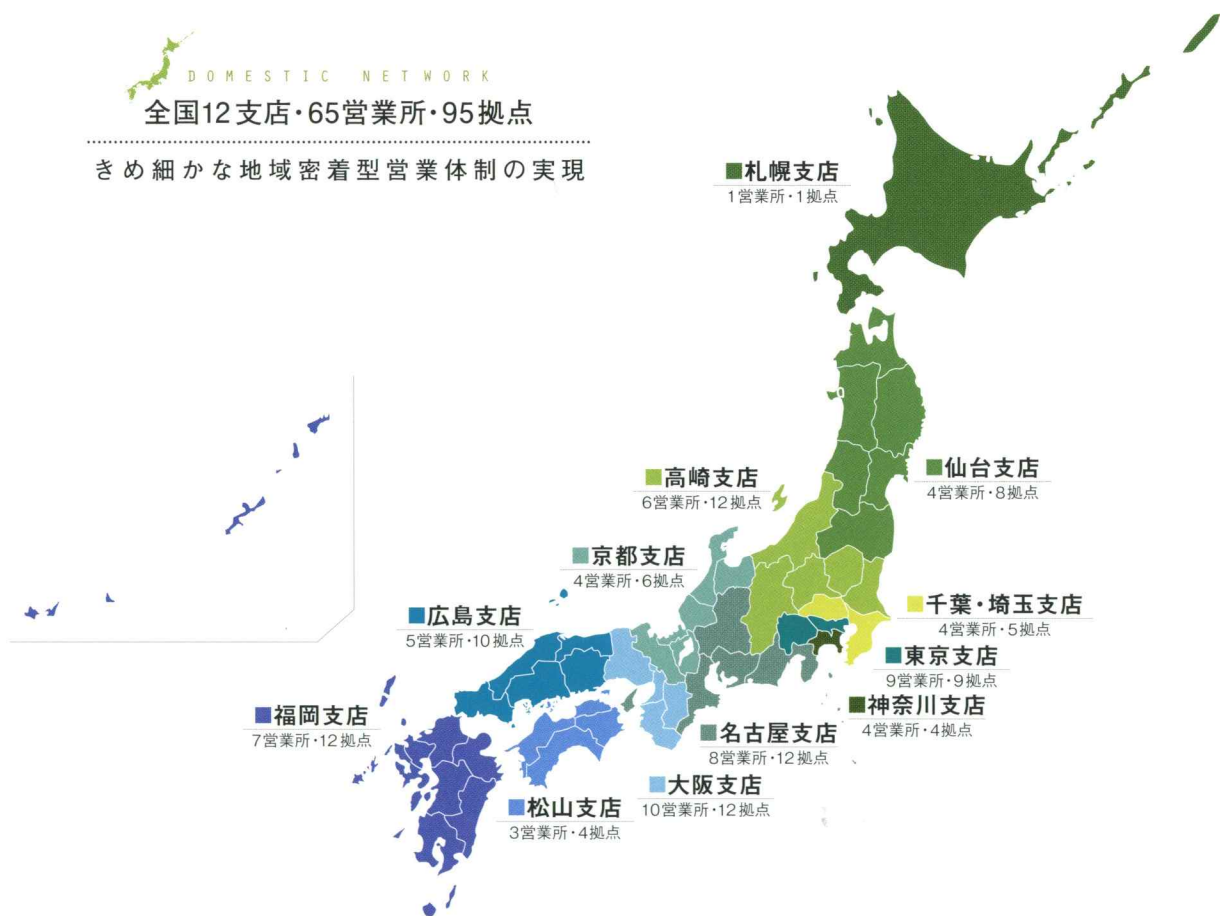 DOMESTIC NETWORK
全国12支店・65営業所・95拠点
きめ細かな地域密着型営業体制の実現
札幌支店
1営業所・1拠点
仙台支店
4営業所・8拠点
高崎支店
6営業所・12拠点
京都支店
4営業所・6拠点
広島支店
5営業所・10拠点
千葉・埼玉支店
4営業所・5拠点
東京支店
9営業所・9拠点
神奈川支店
4営業所・4拠点
福岡支店
7営業所・12拠点
名古屋支店
8営業所・12拠点
大阪支店
10営業所・12拠点
松山支店
3営業所・4拠点